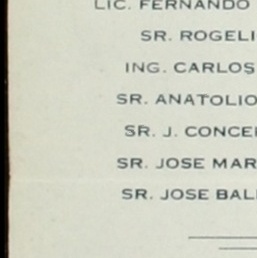 LIC. FERNANDO
SR. ROGELI
ING. CARLOS
SR. ANATOLIO
SR. J. CONCE
SR. JOSE MAR
SR. JOSE BAL